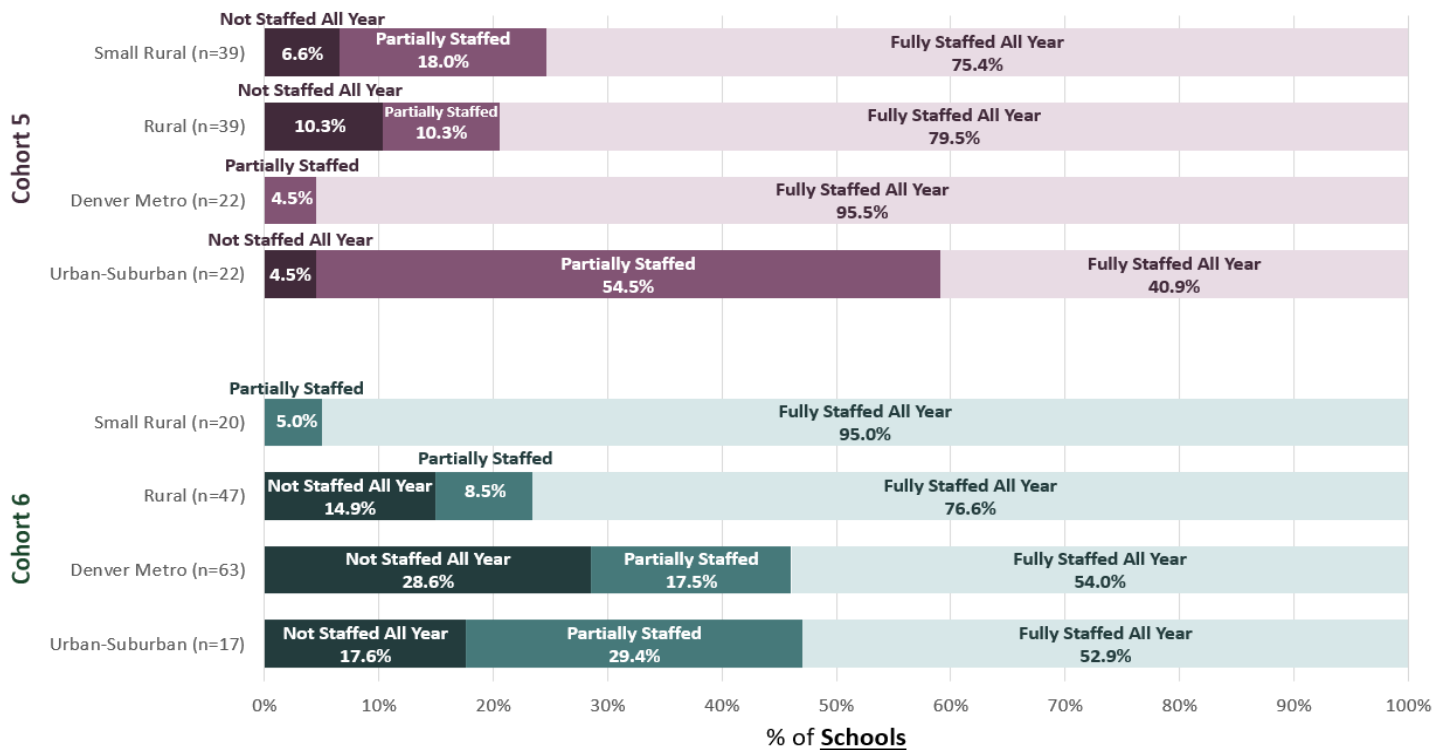 Cohort 5
Not Staffed All Year
Small Rural (n=39)
6.6%
Partially Staffed
18.0%
Fully Staffed All Year
75.4%
Not Staffed All Year
Rural (n=39)
10.3%
Partially Staffed
10.3%
Fully Staffed All Year
79.5%
Partially Staffed
Denver Metro (n=22)
4.5%
Fully Staffed All Year
95.5%
Not Staffed All Year
Urban-Suburban (n=22)
4.5%
Partially Staffed
54.5%
Fully Staffed All Year
40.9%
Cohort 6
Partially Staffed
Small Rural (n=20)
5.0%
Fully Staffed All Year
95.0%
Partially Staffed
Rural (n=47)
Not Staffed All Year
14.9%
8.5%
Fully Staffed All Year
76.6%
Denver Metro (n=63)
Not Staffed All Year
28.6%
Partially Staffed
17.5%
Fully Staffed All Year
54.0%
Urban-Suburban (n=17)
Not Staffed All Year
17.6%
Partially Staffed
29.4%
Fully Staffed All Year
52.9%
0% 10% 20% 30% 40% 50% 60% 70% 80% 90% 100%
% of Schools